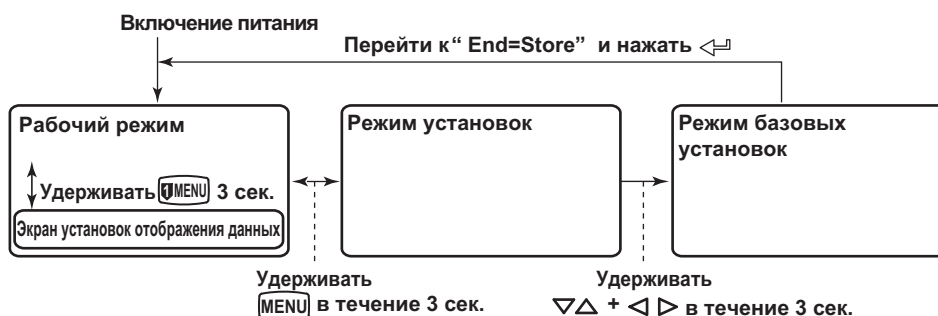 Включение питания
Перейти к “ End=Store” и нажать
Рабочий режим
Удерживать MENU 3 сек.
Экран установок отображения данных
Режим установок
Режим базовых
установок
Удерживать
MENU в течение 3 сек.
Удерживать
▽△ + ◁ ▷ в течение 3 сек.